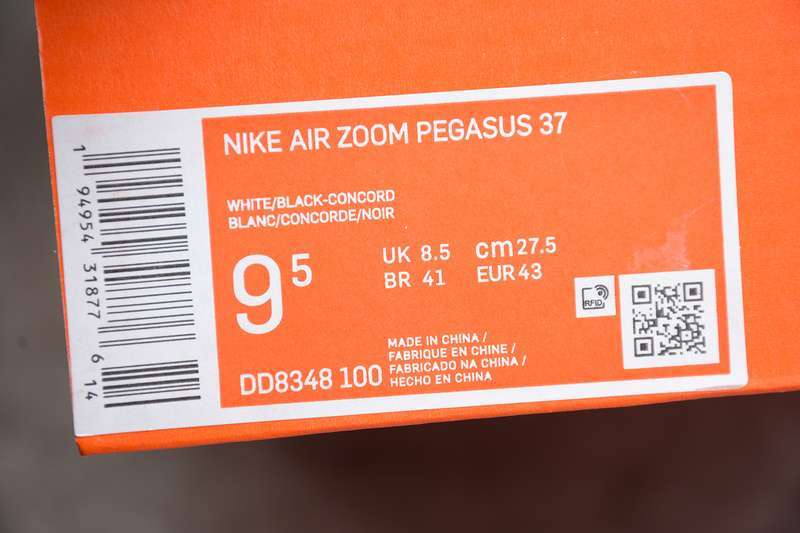 NIKE AIR ZOOM PEGASUS 37
WHITE/BLACK-CONCORD
BLANC/CONCORDE/NOIR
9 5
UK 8.5 cm 27.5
BR 41 EUR 43
RFID
DD8348 100
MADE IN CHINA /
FABRIQUE EN CHINE /
FABRICADO NA CHINA /
HECHO EN CHINA
1 94954 31877 6 14